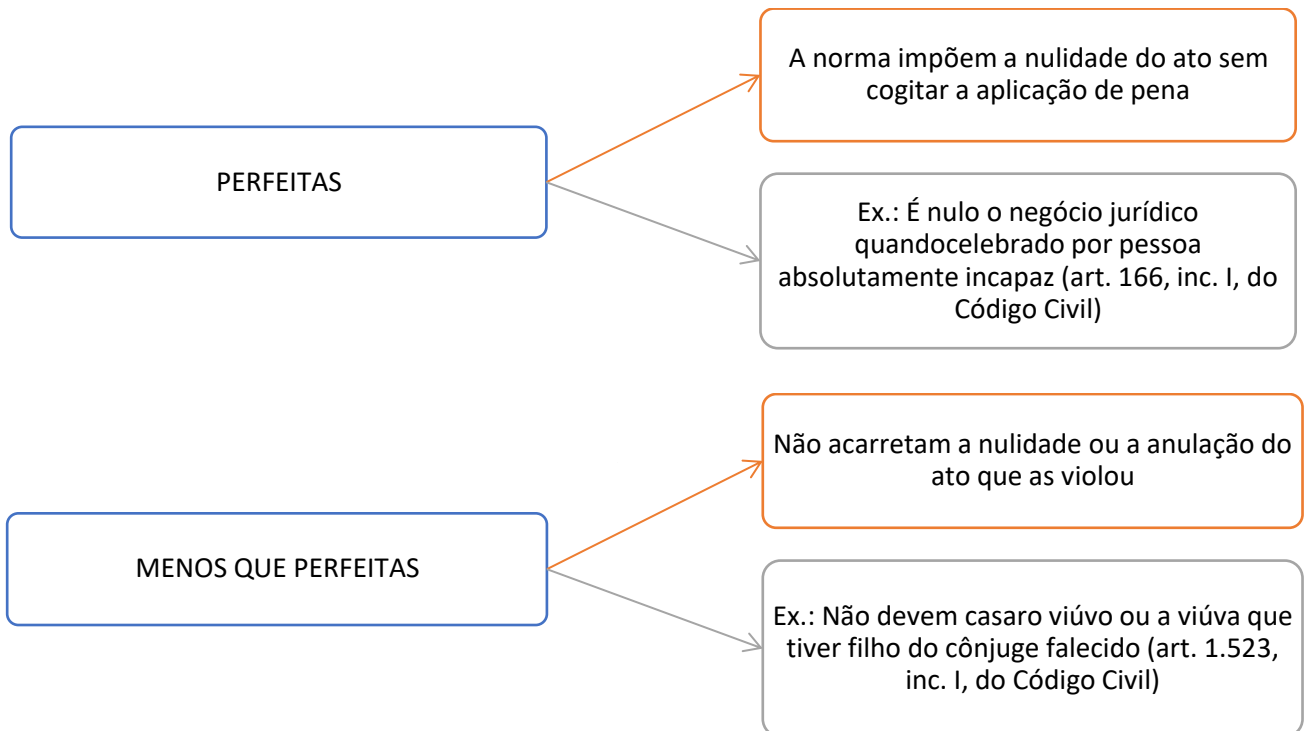 PERFEITAS
A norma impõem a nulidade do ato sem
cogitar a aplicação de pena
Ex.: É nulo o negócio jurídico
quandocelebrado por pessoa
absolutamente incapaz (art. 166, inc. I, do
Código Civil)
MENOS QUE PERFEITAS
Não acarretam a nulidade ou a anulação do
ato que as violou
Ex.: Não devem casaro viúvo ou a viúva que
tiver filho do cônjuge falecido (art. 1.523,
inc. I, do Código Civil)